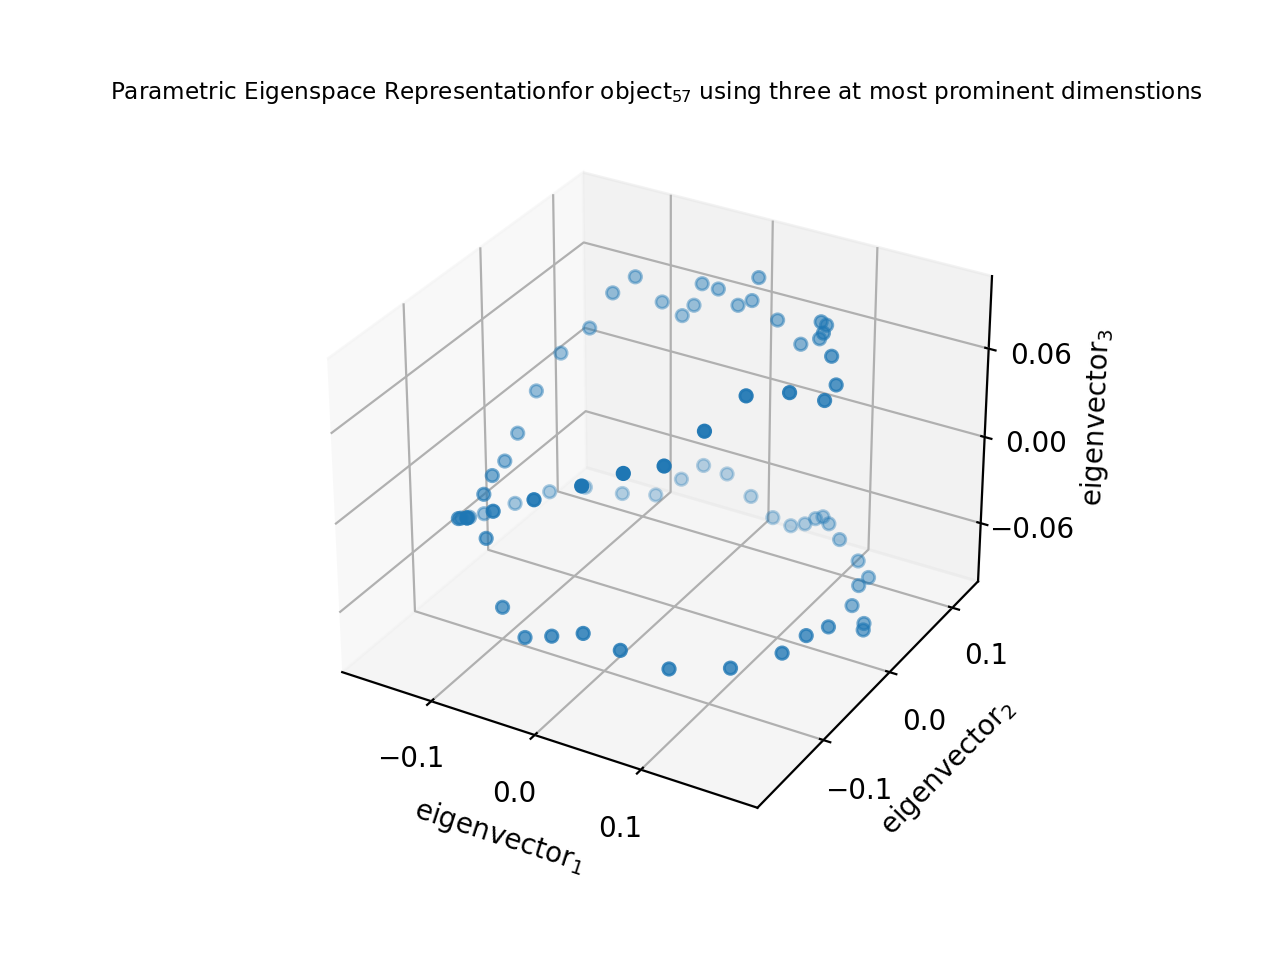 Parametric Eigenspace Representationfor object₅₇ using three at most prominent dimenstions
0.06
0.00
−0.06
eigenvector₃
0.1
0.0
−0.1
eigenvector₂
−0.1
0.0
0.1
eigenvector₁